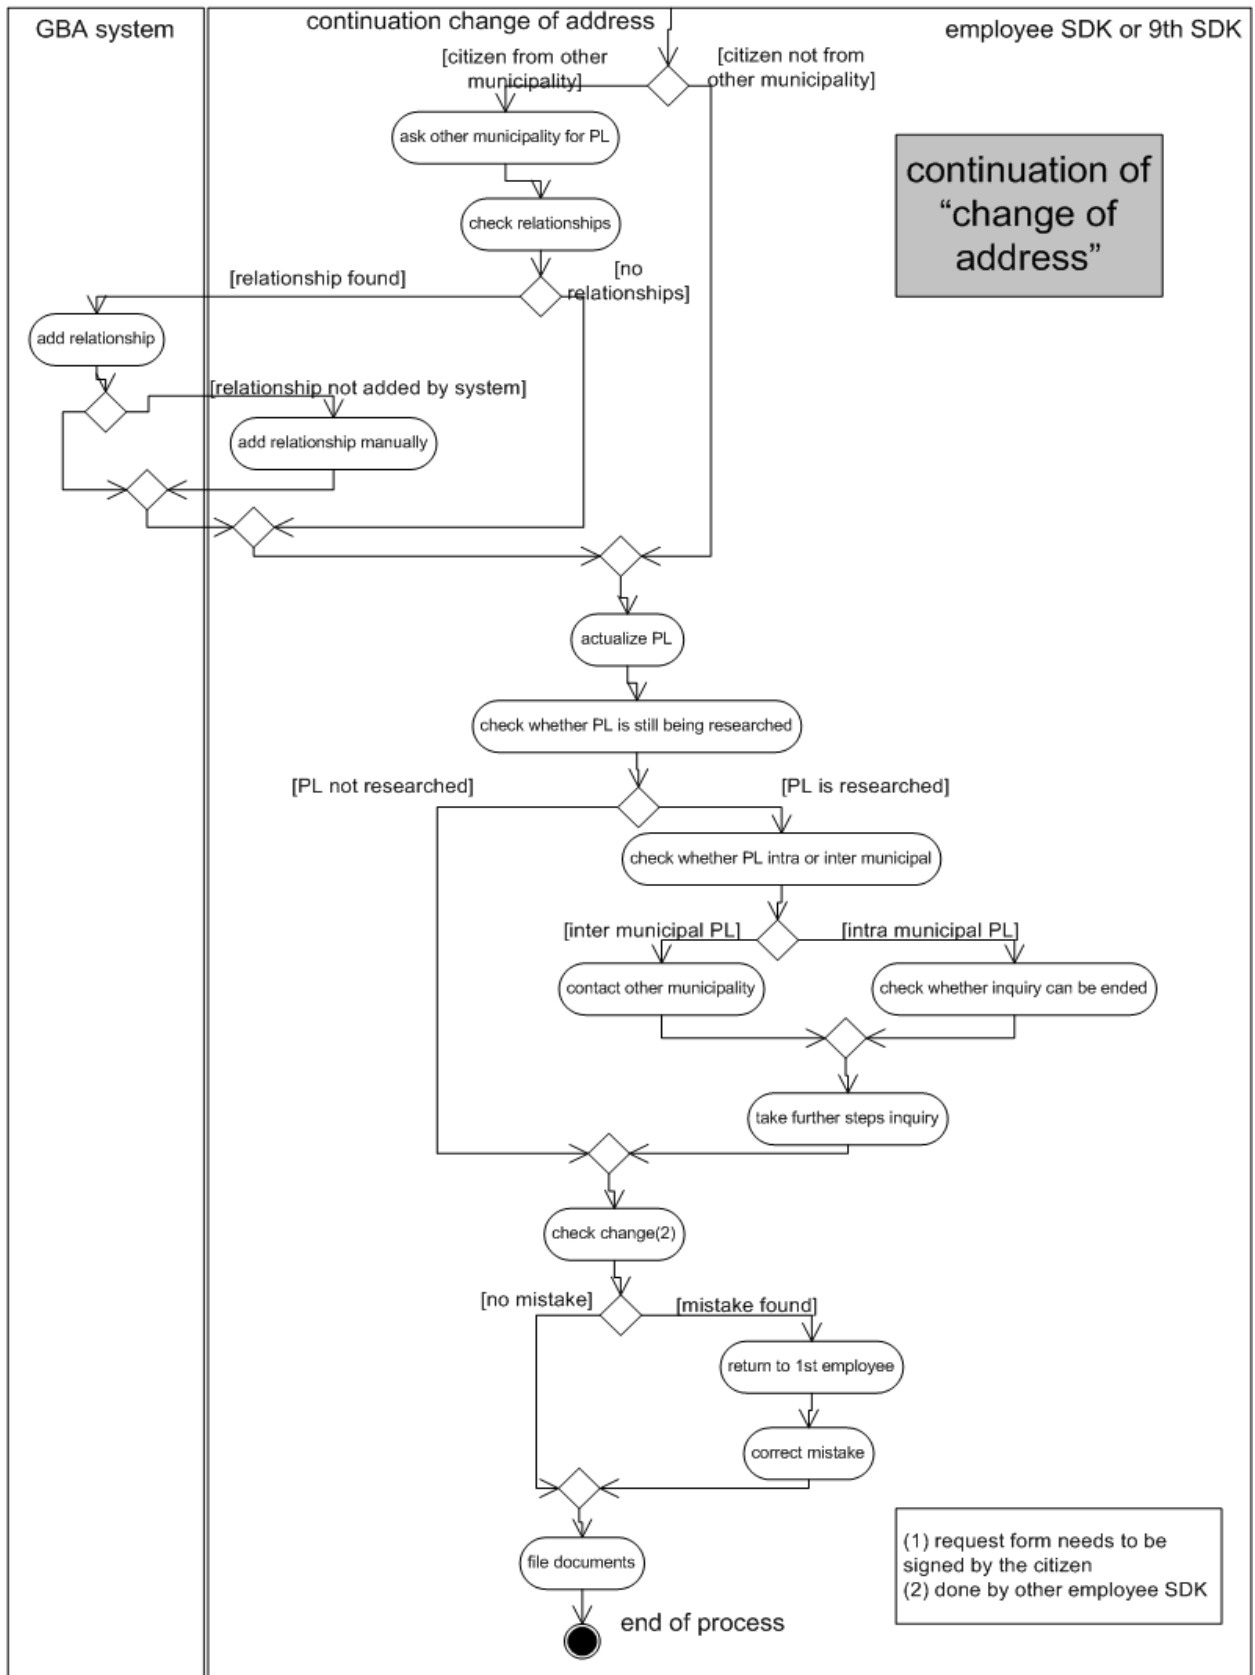 GBA system
continuation change of address
employee SDK or 9th SDK
[citizen from other
municipality]
[citizen not from
other municipality]
ask other municipality for PL
continuation of
“change of
address”
check relationships
[relationship found]
[no
relationships]
add relationship
[relationship not added by system]
add relationship manually
actualize PL
check whether PL is still being researched
[PL not researched]
[PL is researched]
check whether PL intra or inter municipal
[inter municipal PL]
[intra municipal PL]
contact other municipality
check whether inquiry can be ended
take further steps inquiry
check change(2)
[no mistake]
[mistake found]
return to 1st employee
correct mistake
file documents
(1) request form needs to be
signed by the citizen
(2) done by other employee SDK
end of process